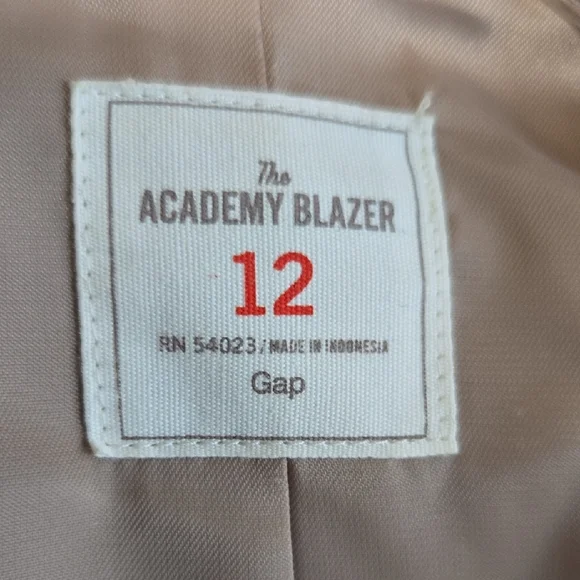 The
ACADEMY BLAZER
12
RN 54023 / MADE IN INDONESIA
Gap